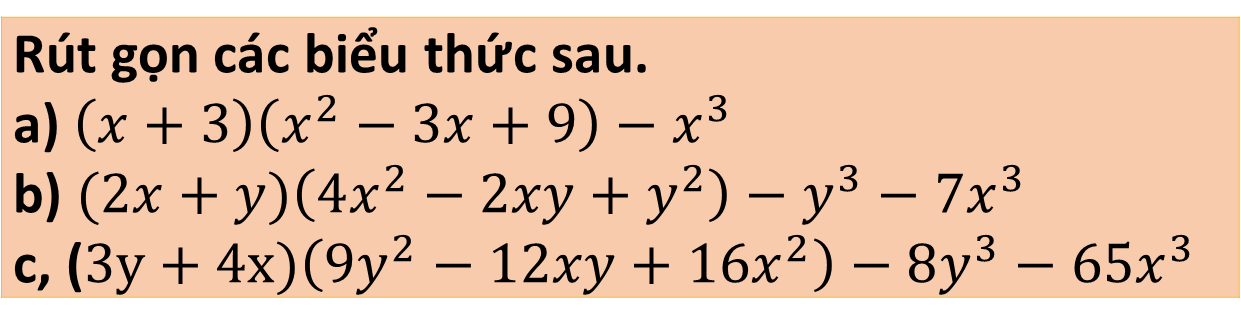 Rút gọn các biểu thức sau.
a) (x + 3)(x² − 3x + 9) − x³
b) (2x + y)(4x² − 2xy + y²) − y³ − 7x³
c, (3y + 4x)(9y² − 12xy + 16x²) − 8y³ − 65x³